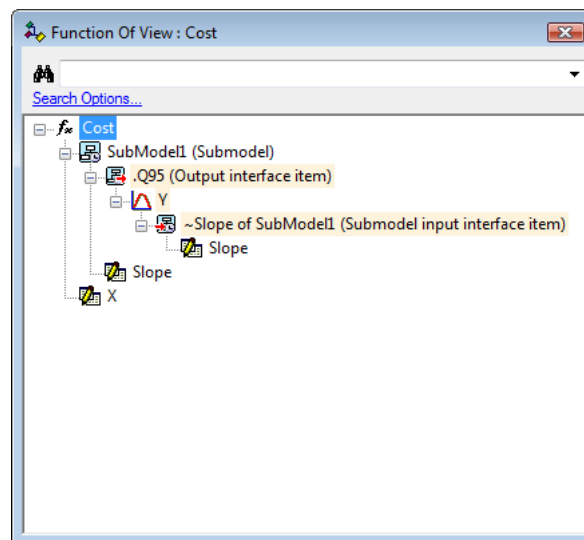 Function Of View : Cost
Search Options...
fx Cost
SubModel1 (Submodel)
.Q95 (Output interface item)
Y
~Slope of SubModel1 (Submodel input interface item)
Slope
Slope
X